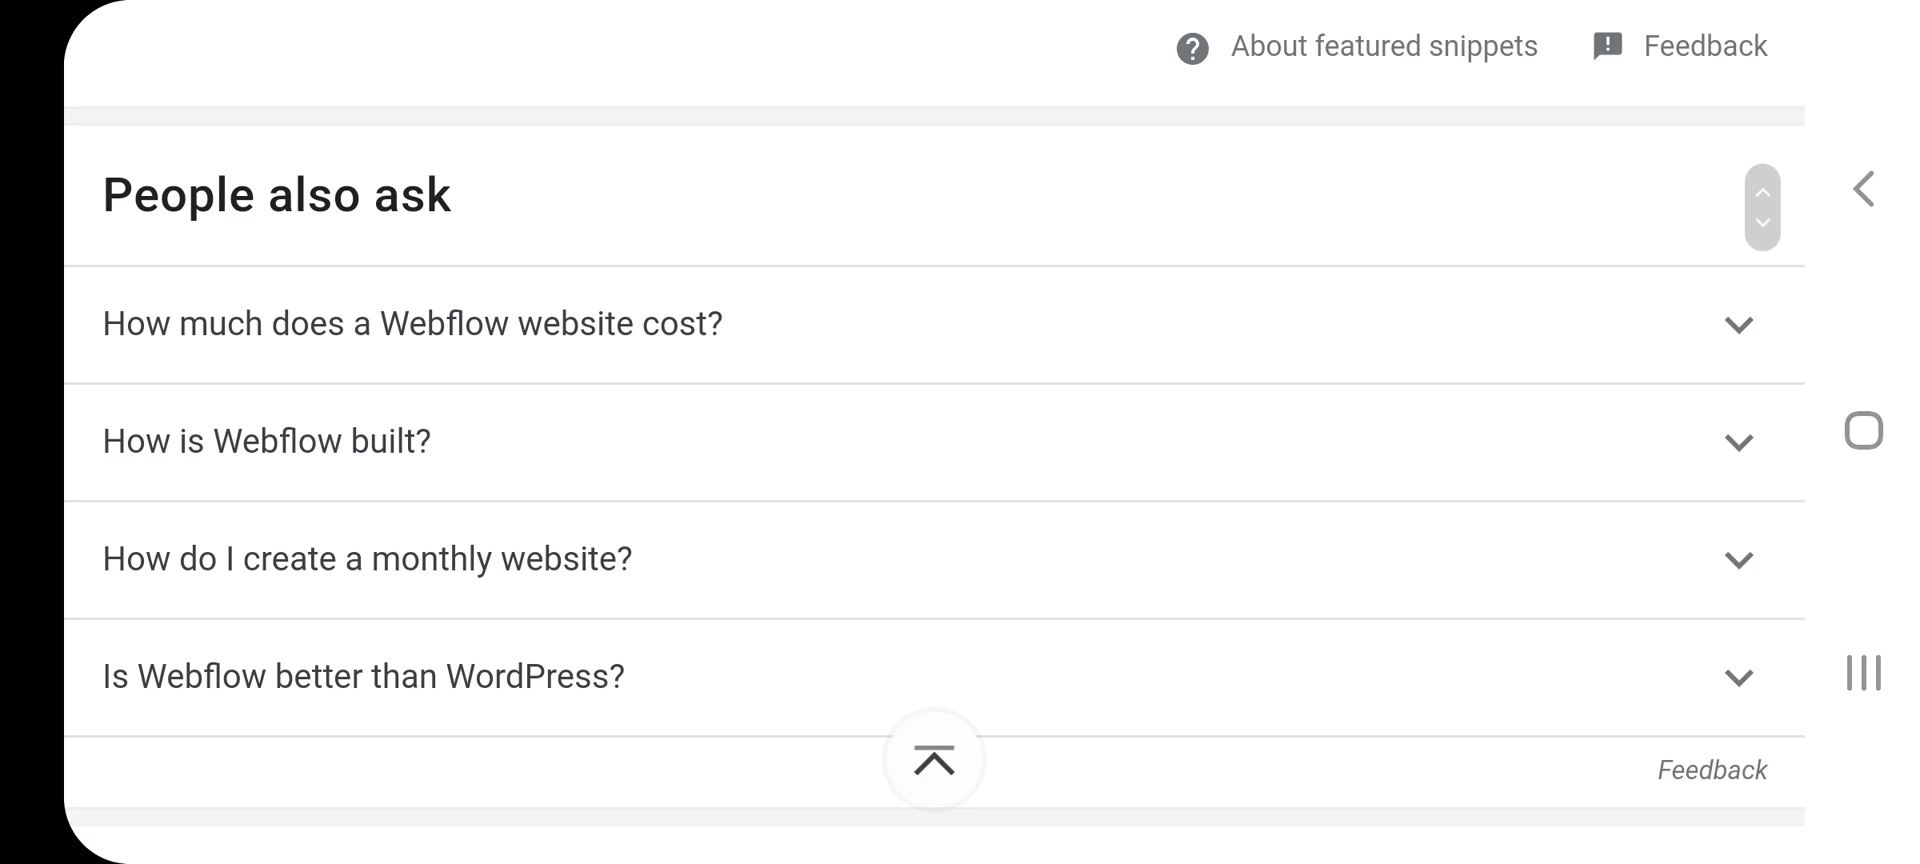 About featured snippets Feedback
People also ask
How much does a Webflow website cost?
How is Webflow built?
How do I create a monthly website?
Is Webflow better than WordPress?
Feedback